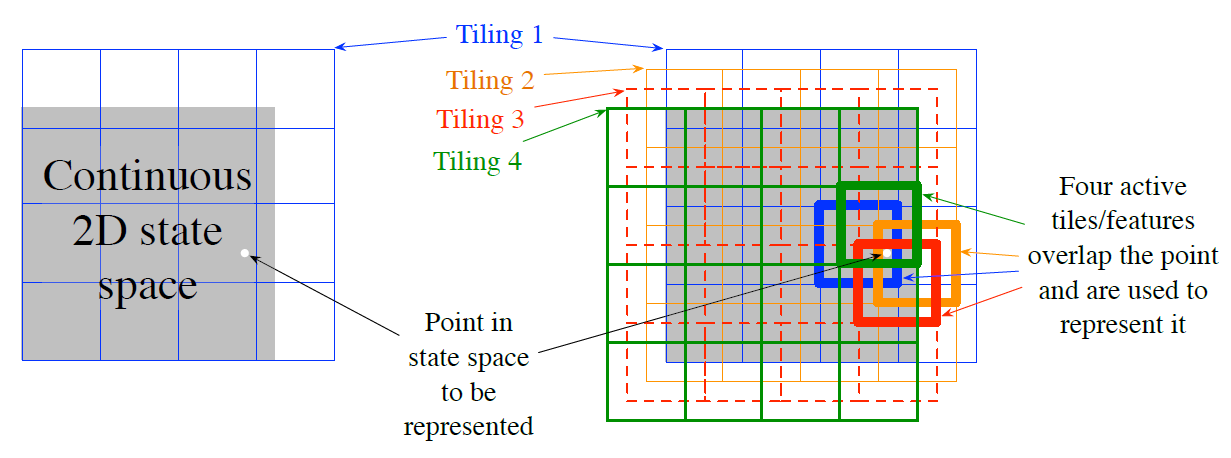 Tiling 1
Tiling 2
Tiling 3
Tiling 4
Continuous
2D state
space
Point in
state space
to be
represented
Four active
tiles/features
overlap the point
and are used to
represent it